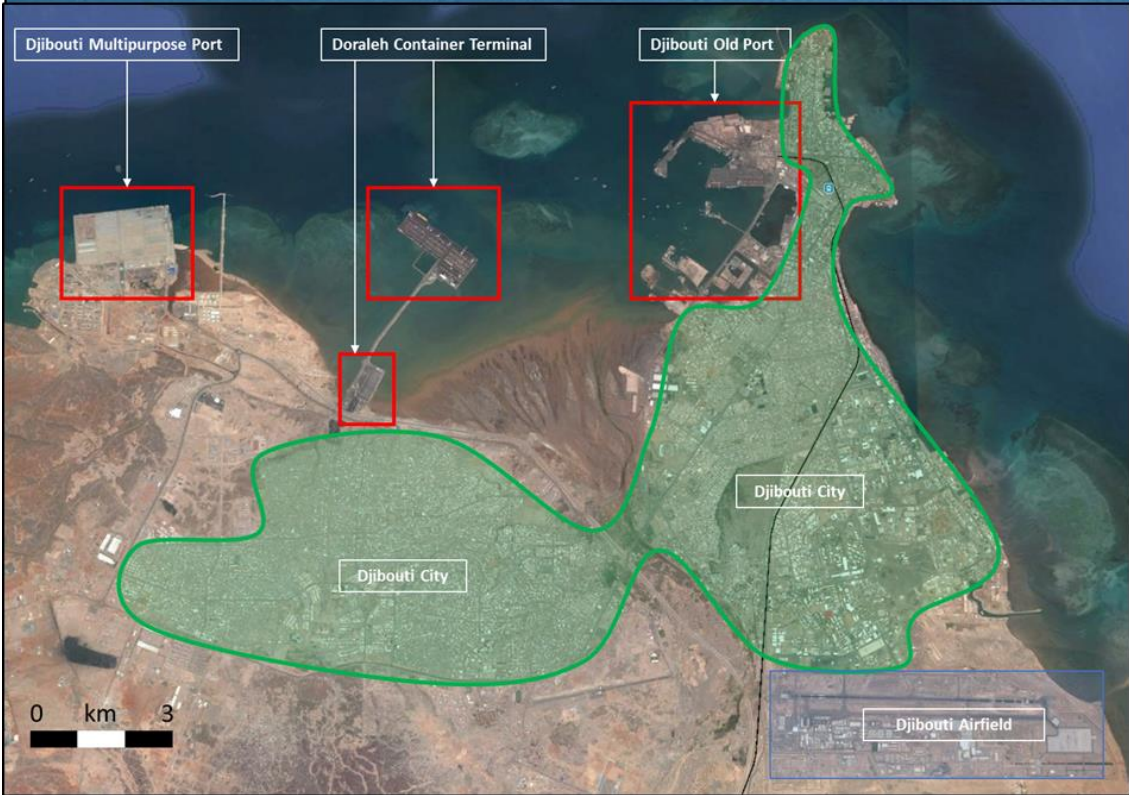 Djibouti Multipurpose Port
Doraleh Container Terminal
Djibouti Old Port
Djibouti City
Djibouti City
Djibouti Airfield
0 km 3